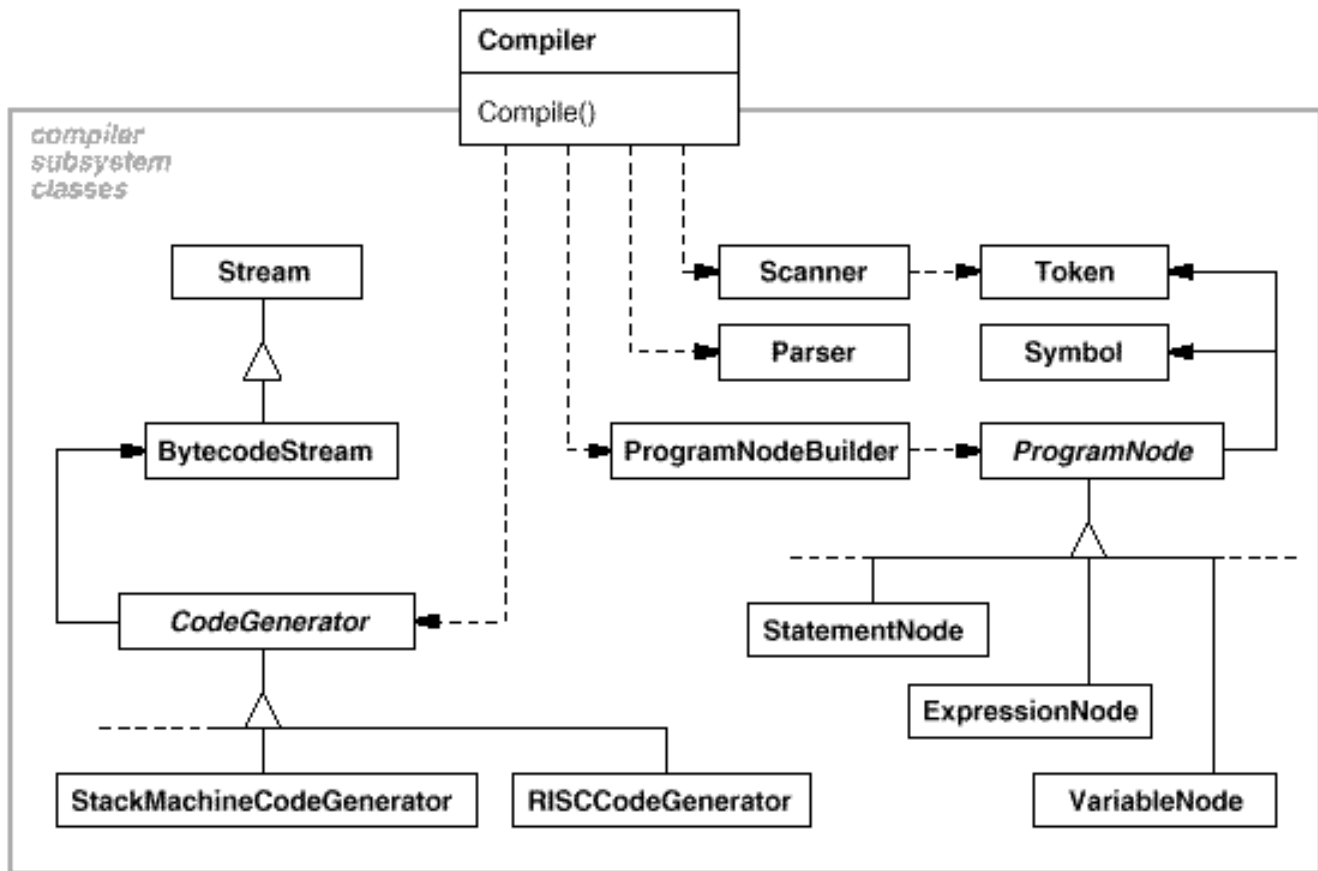 Compiler
Compile()
compiler
subsystem
classes
Stream
Scanner
Token
Parser
Symbol
BytecodeStream
ProgramNodeBuilder
ProgramNode
CodeGenerator
StatementNode
ExpressionNode
StackMachineCodeGenerator
RISCCodeGenerator
VariableNode